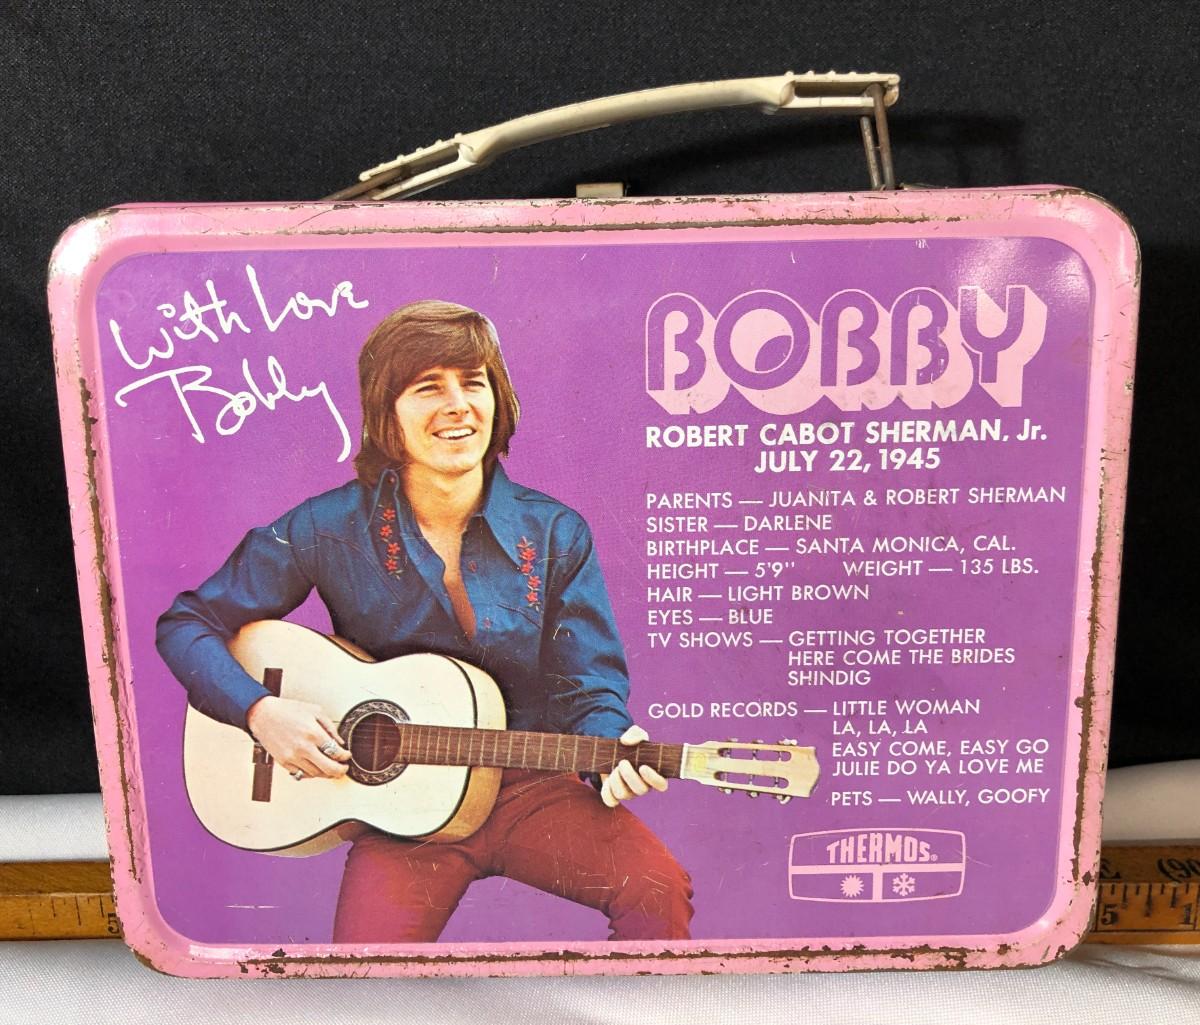 With Love
Bobby
BOBBY
ROBERT CABOT SHERMAN, Jr.
JULY 22, 1945
PARENTS — JUANITA & ROBERT SHERMAN
SISTER — DARLENE
BIRTHPLACE — SANTA MONICA, CAL.
HEIGHT — 5'9'' WEIGHT — 135 LBS.
HAIR — LIGHT BROWN
EYES — BLUE
TV SHOWS — GETTING TOGETHER
HERE COME THE BRIDES
SHINDIG
GOLD RECORDS — LITTLE WOMAN
LA, LA, LA
EASY COME, EASY GO
JULIE DO YA LOVE ME
PETS — WALLY, GOOFY
THERMOS®
5
5
1